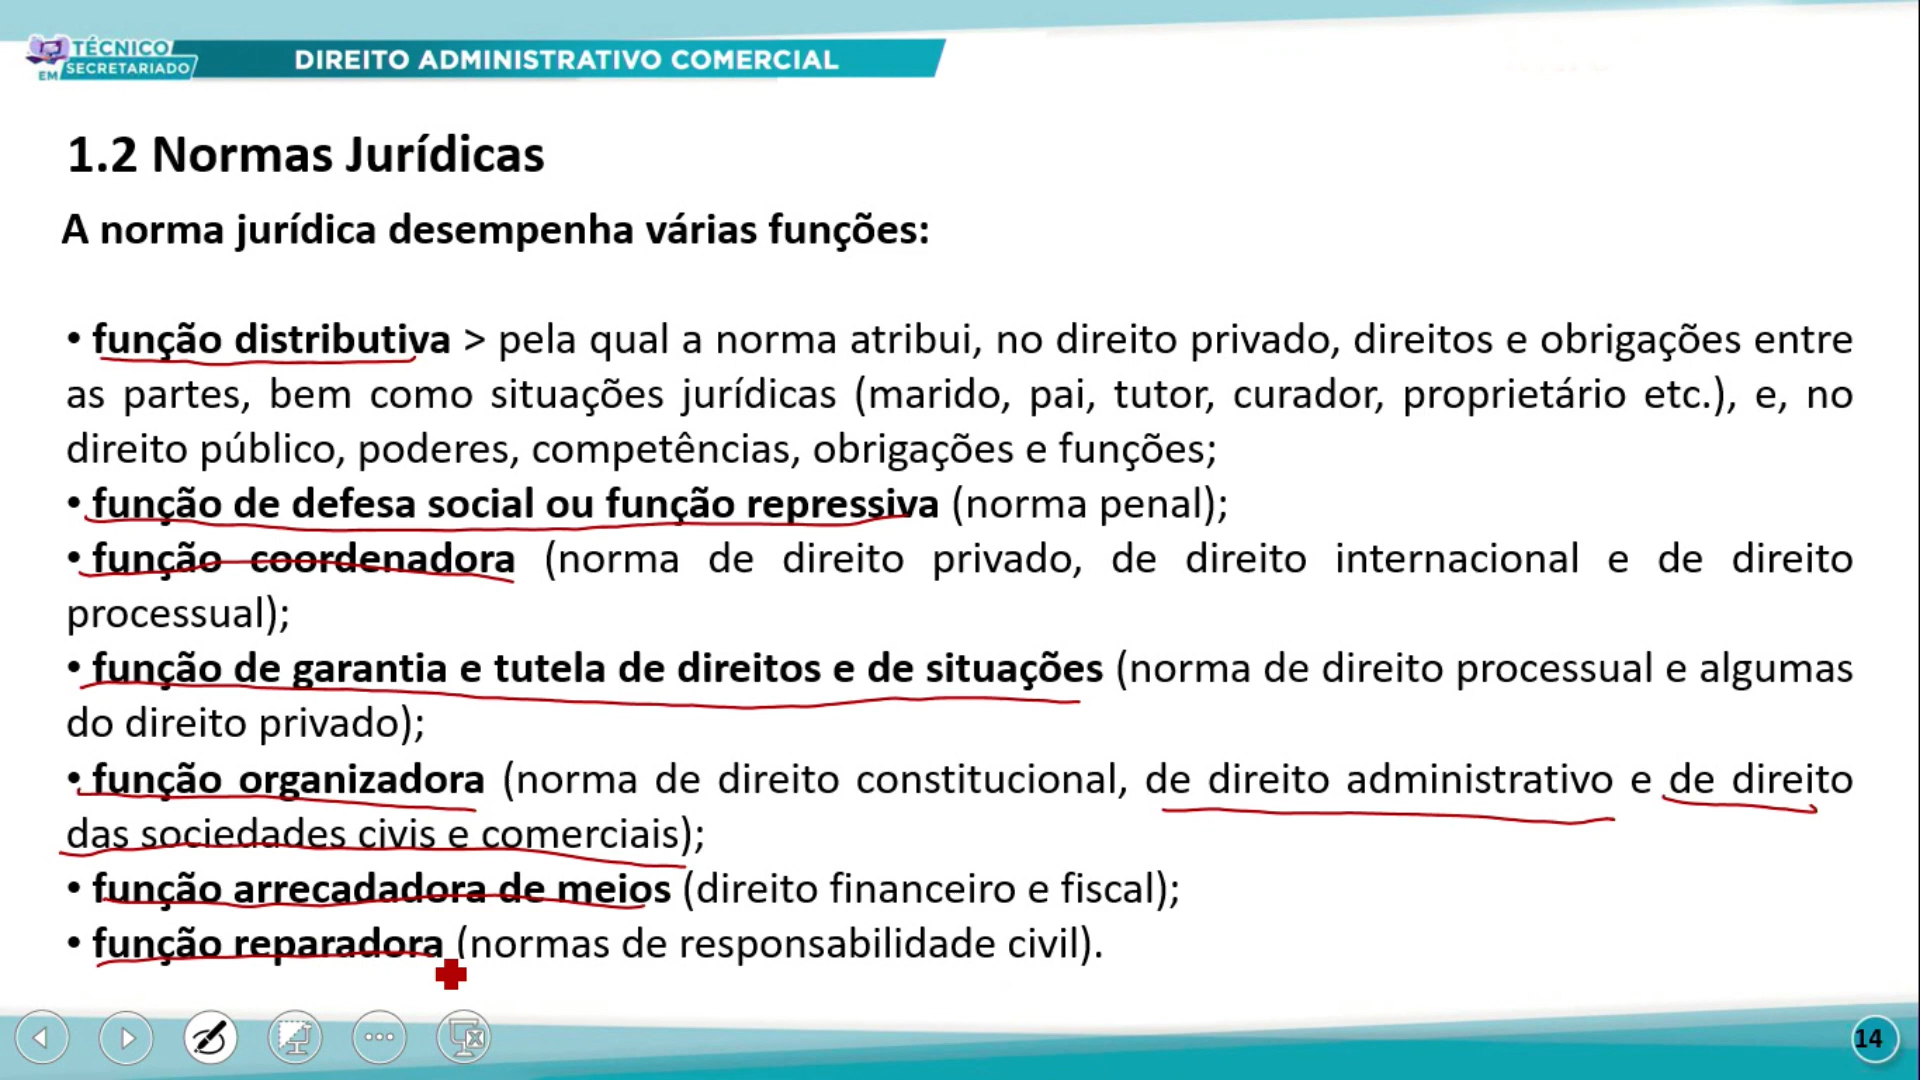 TÉCNICO
EM SECRETARIADO
DIREITO ADMINISTRATIVO COMERCIAL
1.2 Normas Jurídicas
A norma jurídica desempenha várias funções:
• função distributiva > pela qual a norma atribui, no direito privado, direitos e obrigações entre
as partes, bem como situações jurídicas (marido, pai, tutor, curador, proprietário etc.), e, no
direito público, poderes, competências, obrigações e funções;
• função de defesa social ou função repressiva (norma penal);
• função coordenadora (norma de direito privado, de direito internacional e de direito
processual);
• função de garantia e tutela de direitos e de situações (norma de direito processual e algumas
do direito privado);
• função organizadora (norma de direito constitucional, de direito administrativo e de direito
das sociedades civis e comerciais);
• função arrecadadora de meios (direito financeiro e fiscal);
• função reparadora (normas de responsabilidade civil).
14